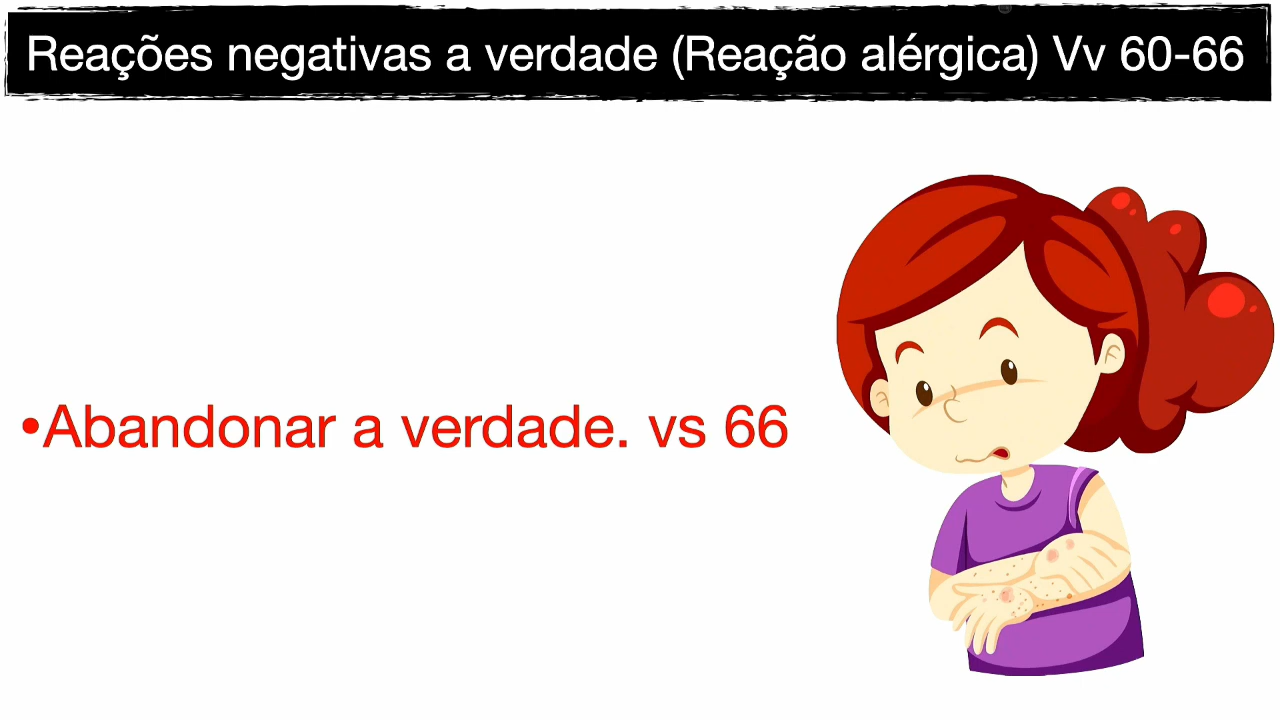 Reações negativas a verdade (Reação alérgica) Vv 60-66
•Abandonar a verdade. vs 66